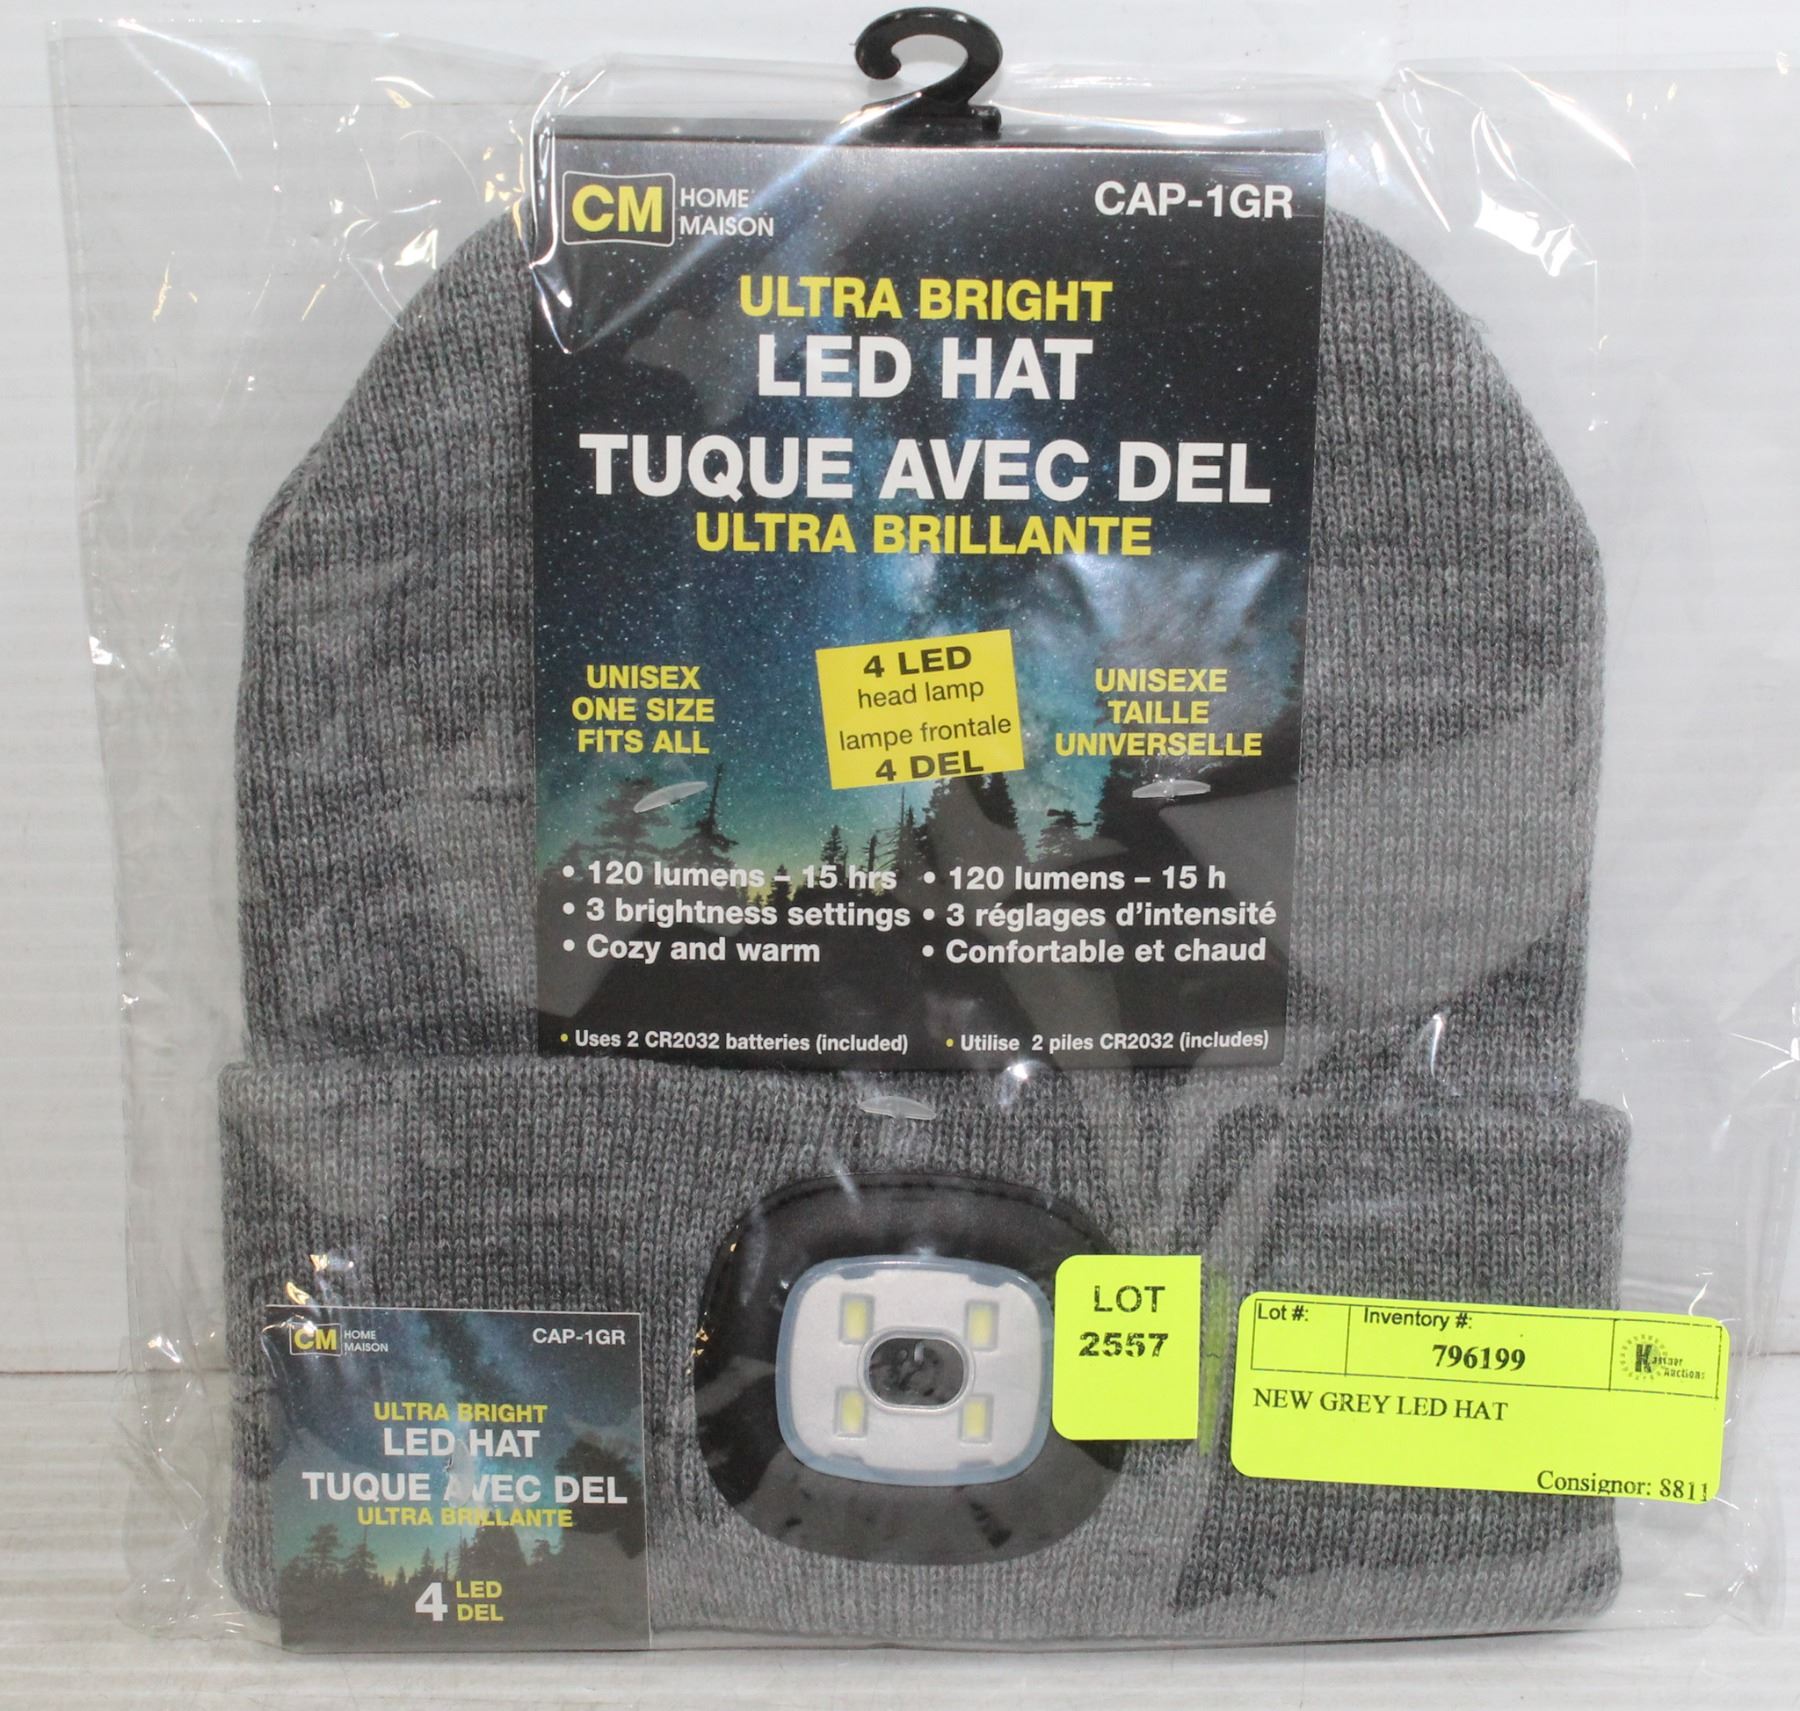 CM HOME
MAISON
CAP-1GR
ULTRA BRIGHT
LED HAT
TUQUE AVEC DEL
ULTRA BRILLANTE
UNISEX
ONE SIZE
FITS ALL
4 LED
head lamp
lampe frontale
4 DEL
UNISEXE
TAILLE
UNIVERSELLE
• 120 lumens – 15 hrs
• 3 brightness settings
• Cozy and warm
• 120 lumens – 15 h
• 3 réglages d'intensité
• Confortable et chaud
• Uses 2 CR2032 batteries (included)
• Utilise 2 piles CR2032 (includes)
CM HOME
MAISON
CAP-1GR
ULTRA BRIGHT
LED HAT
TUQUE AVEC DEL
ULTRA BRILLANTE
4 LED
DEL
LOT
2557
Lot #:
Inventory #:
796199
Kastner
Auctions
NEW GREY LED HAT
Consignor: 8811